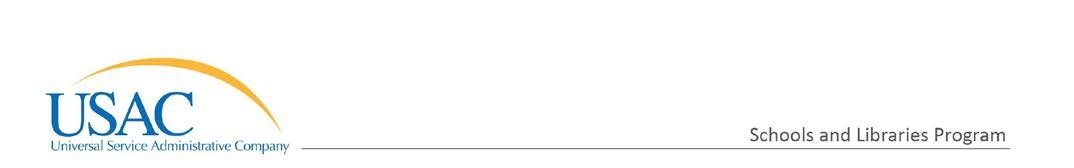 USAC
Universal Service Administrative Company
Schools and Libraries Program